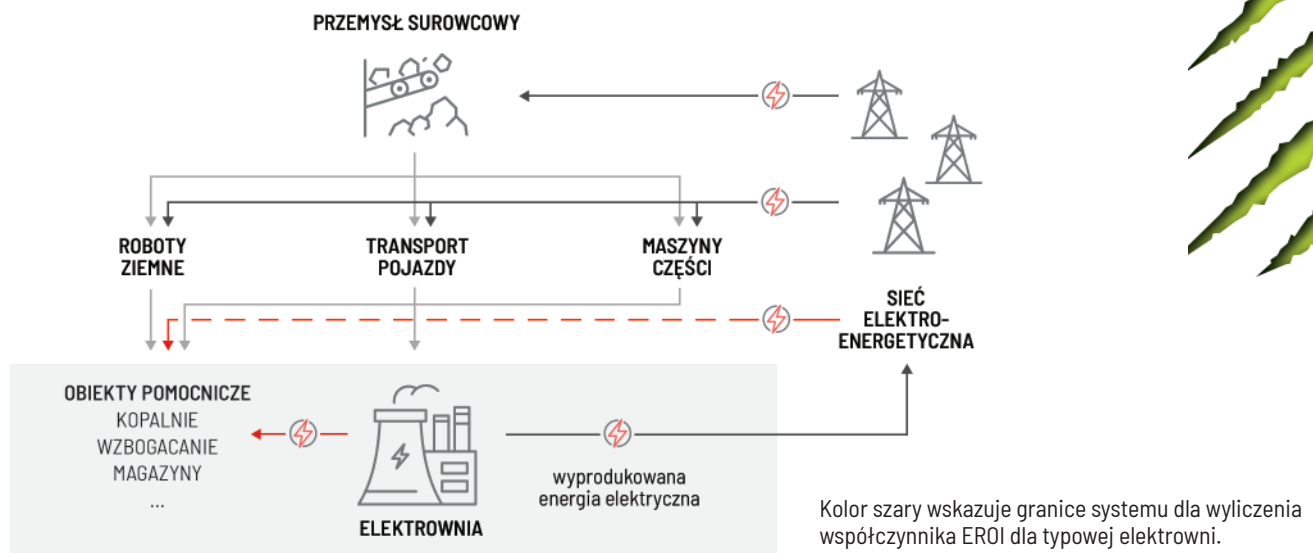 PRZEMYSŁ SUROWCOWY
ROBOTY
ZIEMNE
TRANSPORT
POJAZDY
MASZYNY
CZĘŚCI
SIEĆ
ELEKTRO-
ENERGETYCZNA
OBIEKTY POMOCNICZE
KOPALNIE
WZBOGACANIE
MAGAZYNY
...
ELEKTROWNIA
wyprodukowana
energia elektryczna
Kolor szary wskazuje granice systemu dla wyliczenia
współczynnika EROI dla typowej elektrowni.